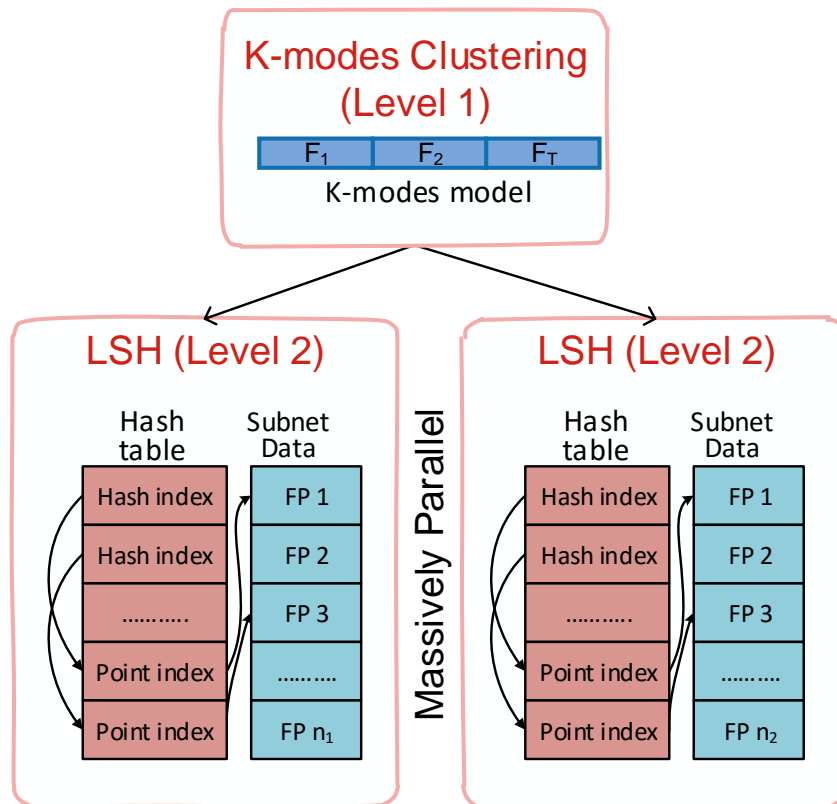 K-modes Clustering
(Level 1)
F₁ F₂ F_T
K-modes model
LSH (Level 2)
Hash
table
Subnet
Data
Hash index FP 1
Hash index FP 2
........... FP 3
Point index ..........
Point index FP n₁
Massively Parallel
LSH (Level 2)
Hash
table
Subnet
Data
Hash index FP 1
Hash index FP 2
........... FP 3
Point index ..........
Point index FP n₂